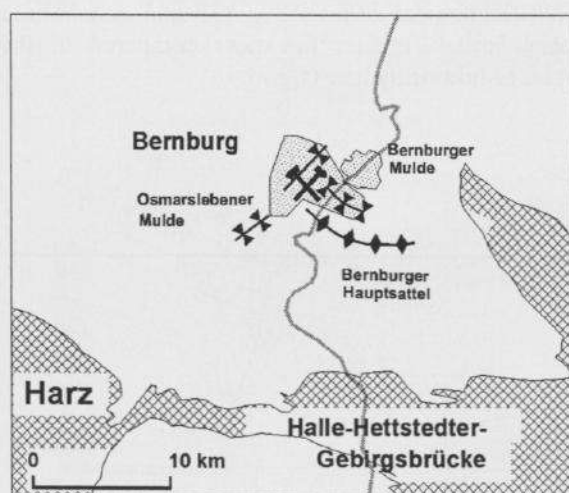 Bernburg
Bernburger
Mulde
Osmarslebener
Mulde
Bernburger
Hauptsattel
Harz
Halle-Hettstedter-
Gebirgsbrücke
0 10 km